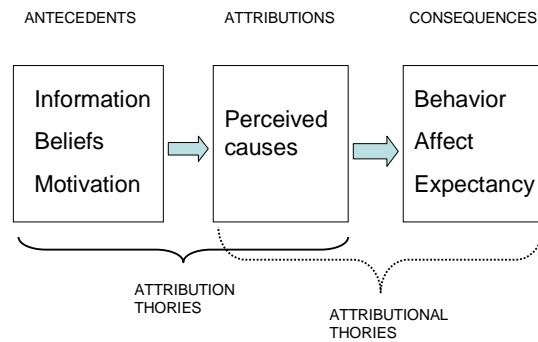 ANTECEDENTS
ATTRIBUTIONS
CONSEQUENCES
Information
Beliefs
Motivation
Perceived
causes
Behavior
Affect
Expectancy
ATTRIBUTION
THORIES
ATTRIBUTIONAL
THORIES